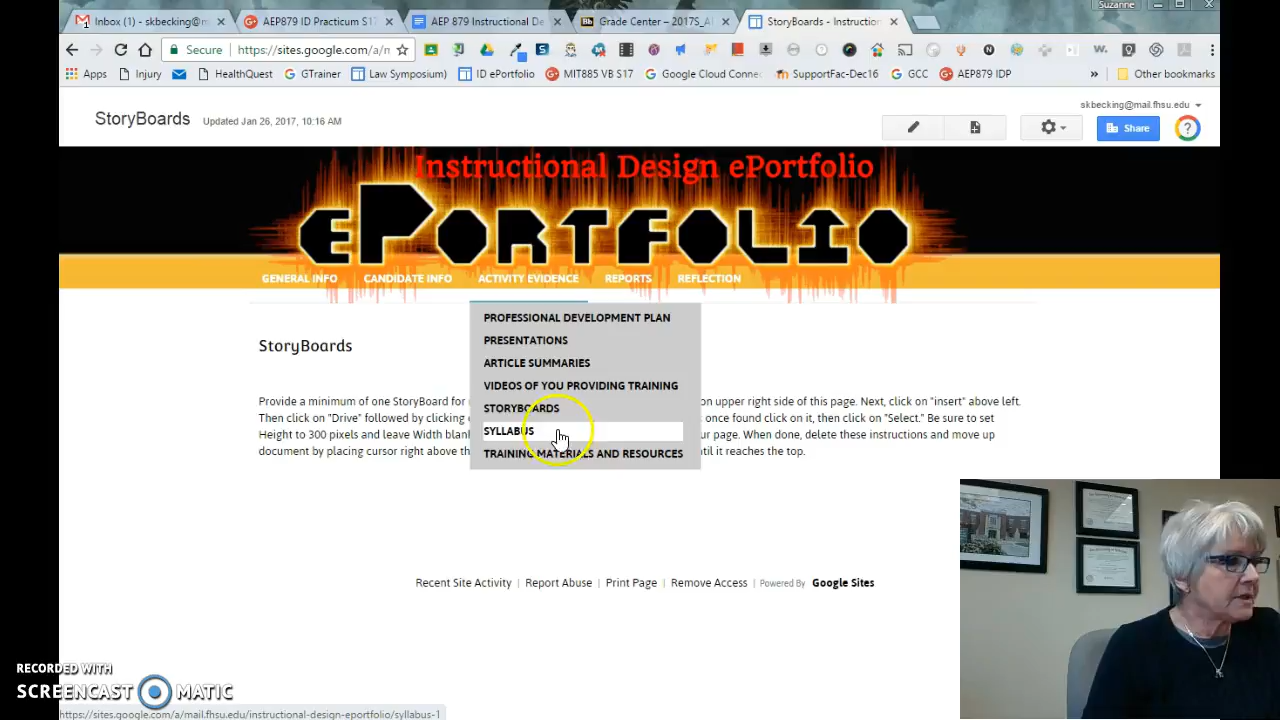 Suzanne
Inbox (1) - skbecking@m
AEP879 ID Practicum S17
AEP 879 Instructional De
Grade Center – 2017S_A
StoryBoards - Instruction
Secure
https://sites.google.com/a/m
Apps
Injury
HealthQuest
GTrainer
Law Symposium)
ID ePortfolio
MIT885 VB S17
Google Cloud Conne
SupportFac-Dec16
GCC
AEP879 IDP
»
Other bookmarks
skbecking@mail.fhsu.edu
StoryBoards Updated Jan 26, 2017, 10:16 AM
Share
?
Instructional Design ePortfolio
ePORTFOLIO
GENERAL INFO
CANDIDATE INFO
ACTIVITY EVIDENCE
REPORTS
REFLECTION
PROFESSIONAL DEVELOPMENT PLAN
PRESENTATIONS
ARTICLE SUMMARIES
VIDEOS OF YOU PROVIDING TRAINING
STORYBOARDS
SYLLABUS
TRAINING MATERIALS AND RESOURCES
StoryBoards
Provide a minimum of one StoryBoard for on upper right side of this page. Next, click on "insert" above left.
Then click on "Drive" followed by clicking once found click on it, then click on "Select." Be sure to set
Height to 300 pixels and leave Width blank ur page. When done, delete these instructions and move up
document by placing cursor right above th until it reaches the top.
Recent Site Activity | Report Abuse | Print Page | Remove Access | Powered By Google Sites
RECORDED WITH
SCREENCAST MATIC
https://sites.google.com/a/mail.fhsu.edu/instructional-design-eportfolio/syllabus-1